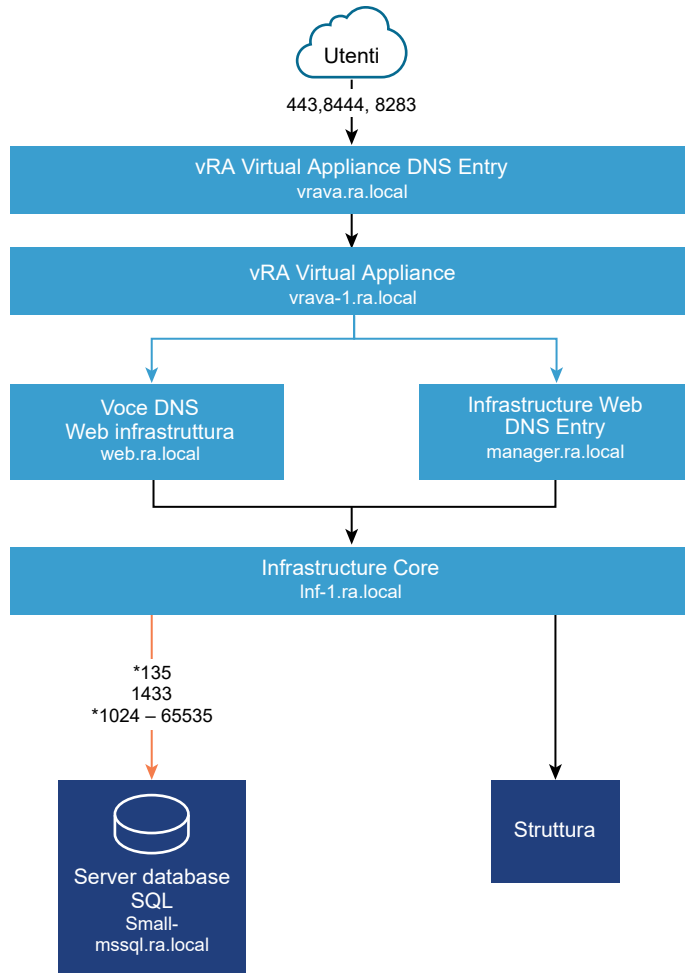 Utenti
443,8444, 8283
vRA Virtual Appliance DNS Entry
vrava.ra.local
vRA Virtual Appliance
vrava-1.ra.local
Voce DNS
Web infrastruttura
web.ra.local
Infrastructure Web
DNS Entry
manager.ra.local
Infrastructure Core
Inf-1.ra.local
*135
1433
*1024 – 65535
Server database
SQL
Small-
mssql.ra.local
Struttura